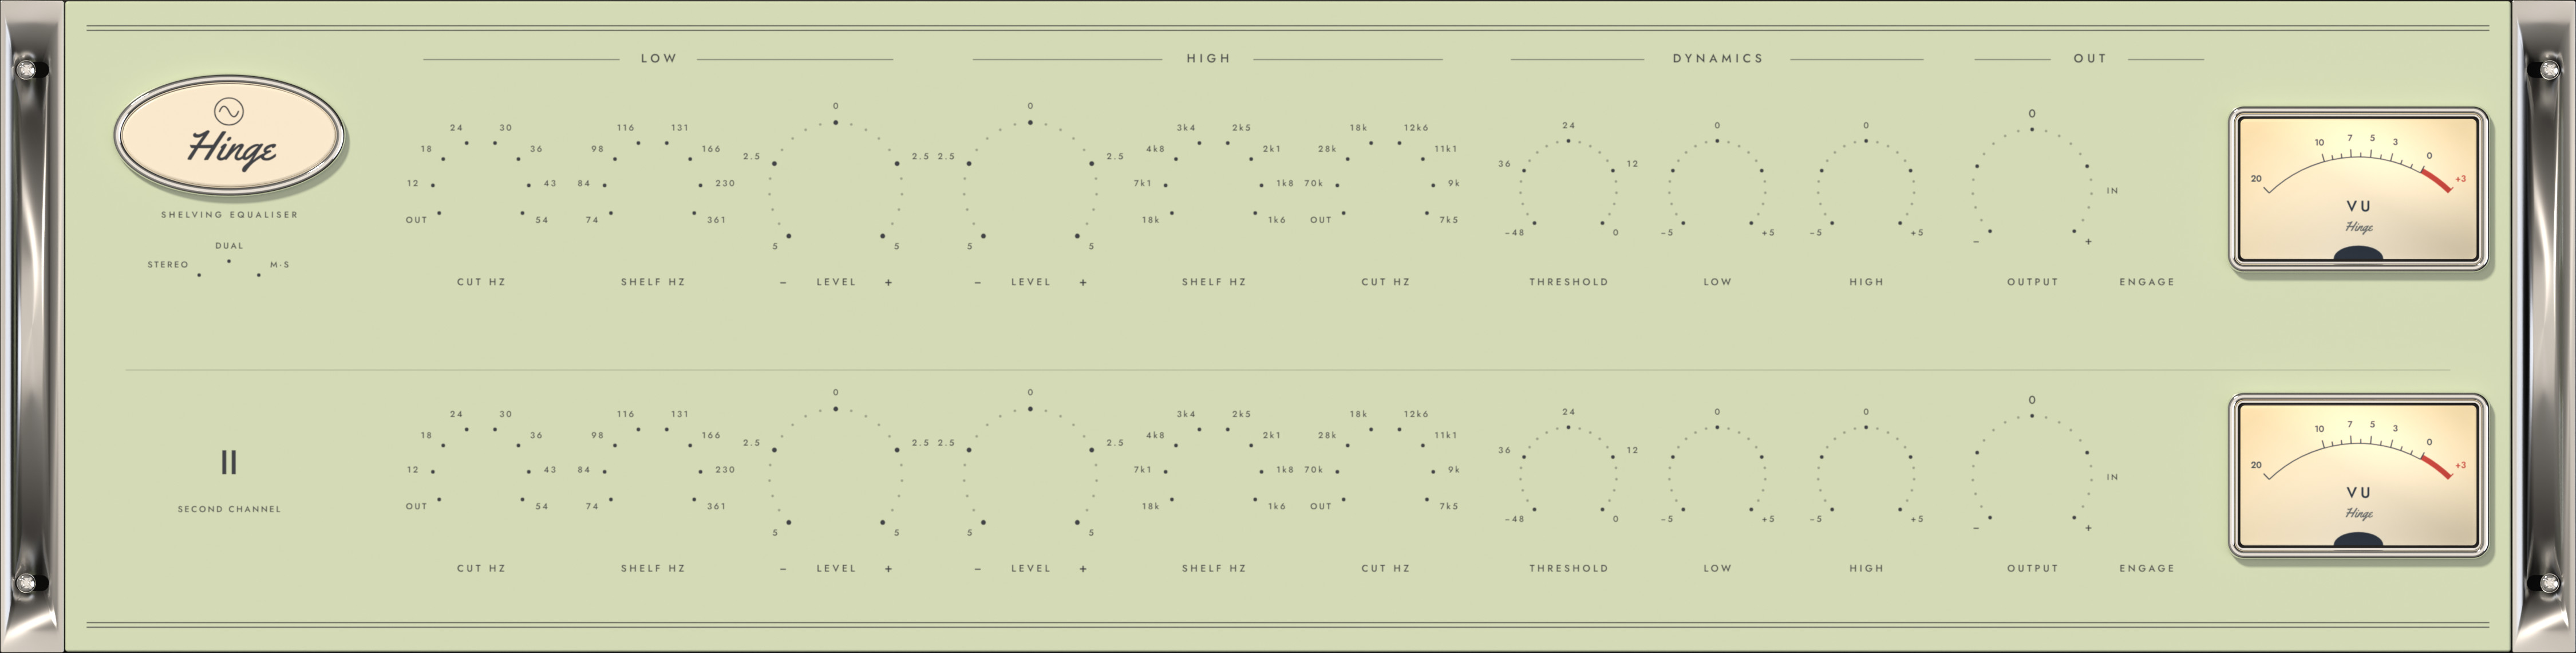 LOW HIGH DYNAMICS OUT
Hinge
SHELVING EQUALISER
DUAL
STEREO M·S
OUT 12 18 24 30 36 43 54
CUT HZ
74 84 98 116 131 166 230 361
SHELF HZ
5 2.5 0 2.5 5
− LEVEL +
5 2.5 0 2.5 5
− LEVEL +
18k 7k1 4k8 3k4 2k5 2k1 1k8 1k6
SHELF HZ
OUT 70k 28k 18k 12k6 11k1 9k 7k5
CUT HZ
−48 36 24 12 0
THRESHOLD
−5 0 +5
LOW
−5 0 +5
HIGH
− 0 +
OUTPUT
IN
ENGAGE
20 10 7 5 3 0 +3
VU
Hinge
II
SECOND CHANNEL
OUT 12 18 24 30 36 43 54
CUT HZ
74 84 98 116 131 166 230 361
SHELF HZ
5 2.5 0 2.5 5
− LEVEL +
5 2.5 0 2.5 5
− LEVEL +
18k 7k1 4k8 3k4 2k5 2k1 1k8 1k6
SHELF HZ
OUT 70k 28k 18k 12k6 11k1 9k 7k5
CUT HZ
−48 36 24 12 0
THRESHOLD
−5 0 +5
LOW
−5 0 +5
HIGH
− 0 +
OUTPUT
IN
ENGAGE
20 10 7 5 3 0 +3
VU
Hinge